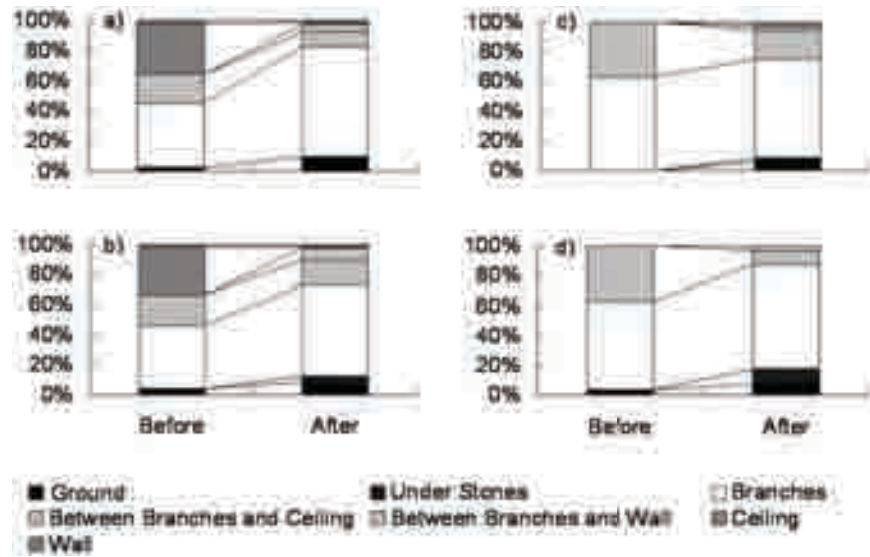 100% a)
80%
60%
40%
20%
0%
100% c)
80%
60%
40%
20%
0%
100% b)
80%
60%
40%
20%
0%
Before After
100% d)
80%
60%
40%
20%
0%
Before After
Ground Under Stones Branches
Between Branches and Ceiling Between Branches and Wall Ceiling
Wall